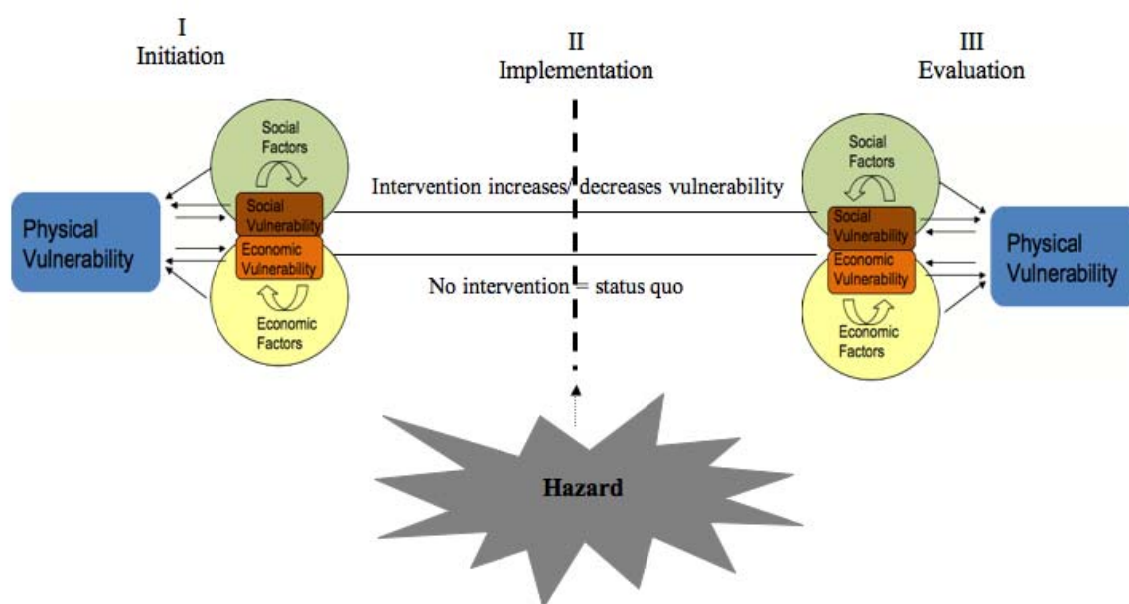 I
Initiation
II
Implementation
III
Evaluation
Social
Factors
Social
Vulnerability
Economic
Vulnerability
Economic
Factors
Physical
Vulnerability
Intervention increases/ decreases vulnerability
No intervention = status quo
Social
Factors
Social
Vulnerability
Economic
Vulnerability
Economic
Factors
Physical
Vulnerability
Hazard